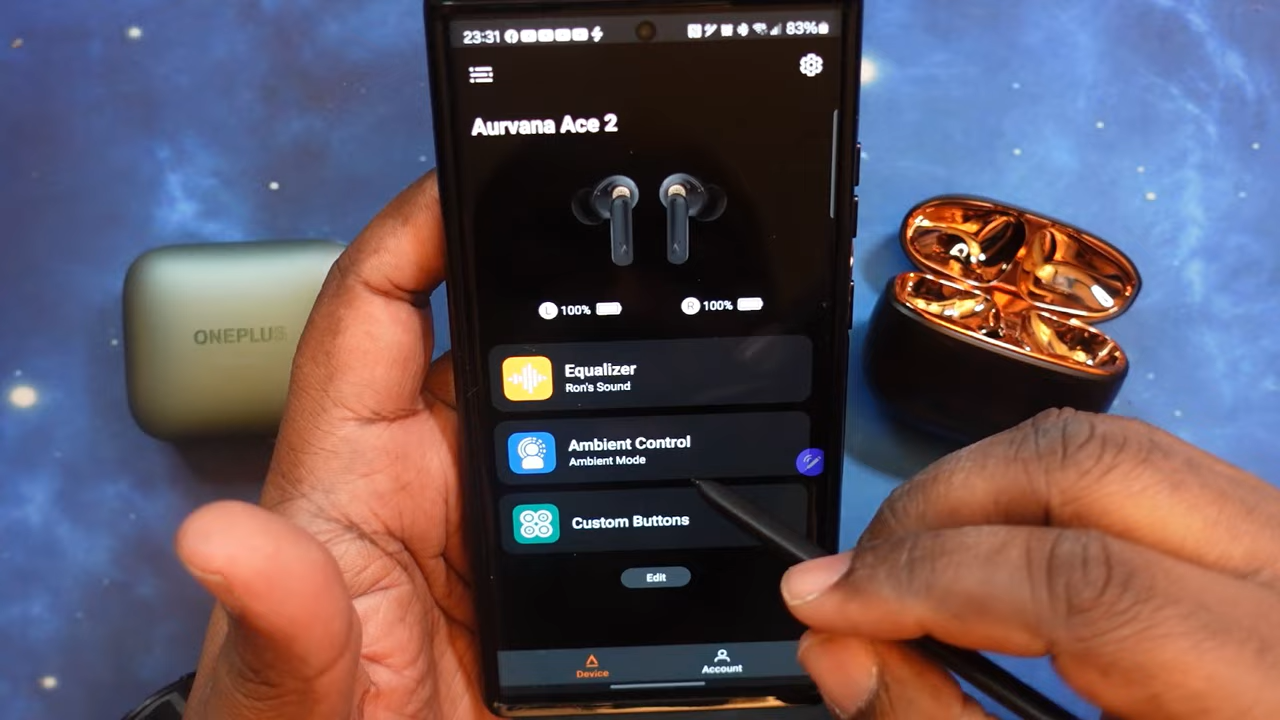 23:31
83%
Aurvana Ace 2
L 100%
R 100%
ONEPLUS
Equalizer
Ron's Sound
Ambient Control
Ambient Mode
Custom Buttons
Edit
Device
Account